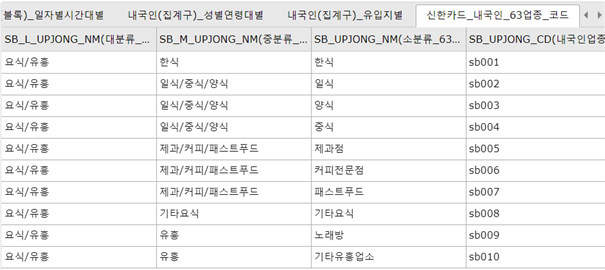 블록)_일자별시간대별 내국인(집계구)_성별연령대별 내국인(집계구)_유입지별 신한카드_내국인_63업종_코드
SB_L_UPJONG_NM(대분류_... SB_M_UPJONG_NM(중분류_... SB_UPJONG_NM(소분류_63... SB_UPJONG_CD(내국인업종
요식/유흥 한식 한식 sb001
요식/유흥 일식/중식/양식 일식 sb002
요식/유흥 일식/중식/양식 양식 sb003
요식/유흥 일식/중식/양식 중식 sb004
요식/유흥 제과/커피/패스트푸드 제과점 sb005
요식/유흥 제과/커피/패스트푸드 커피전문점 sb006
요식/유흥 제과/커피/패스트푸드 패스트푸드 sb007
요식/유흥 기타요식 기타요식 sb008
요식/유흥 유흥 노래방 sb009
요식/유흥 유흥 기타유흥업소 sb010